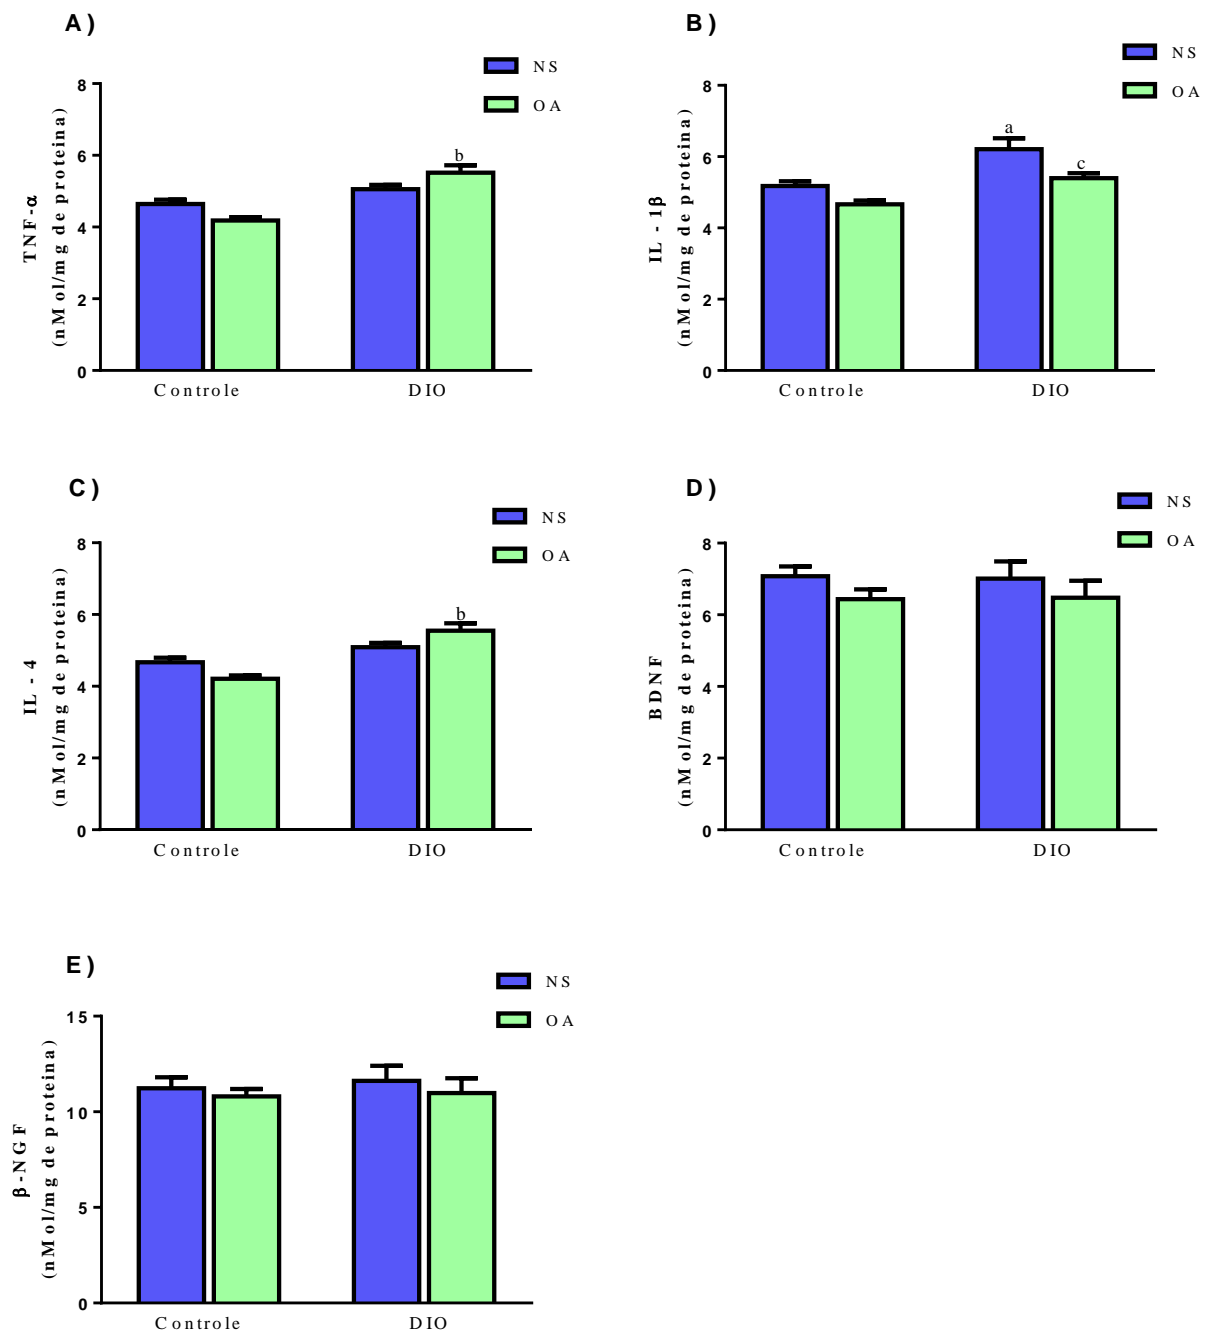 A)
NS
OA
TNF-α
(nMol/mg de proteina)
8
6
4
2
0
b
Controle
DIO
B)
NS
OA
IL - 1β
(nMol/mg de proteina)
8
6
4
2
0
a
c
Controle
DIO
C)
NS
OA
IL - 4
(nMol/mg de proteina)
8
6
4
2
0
b
Controle
DIO
D)
NS
OA
BDNF
(nMol/mg de proteina)
8
6
4
2
0
Controle
DIO
E)
NS
OA
β-NGF
(nMol/mg de proteina)
15
10
5
0
Controle
DIO